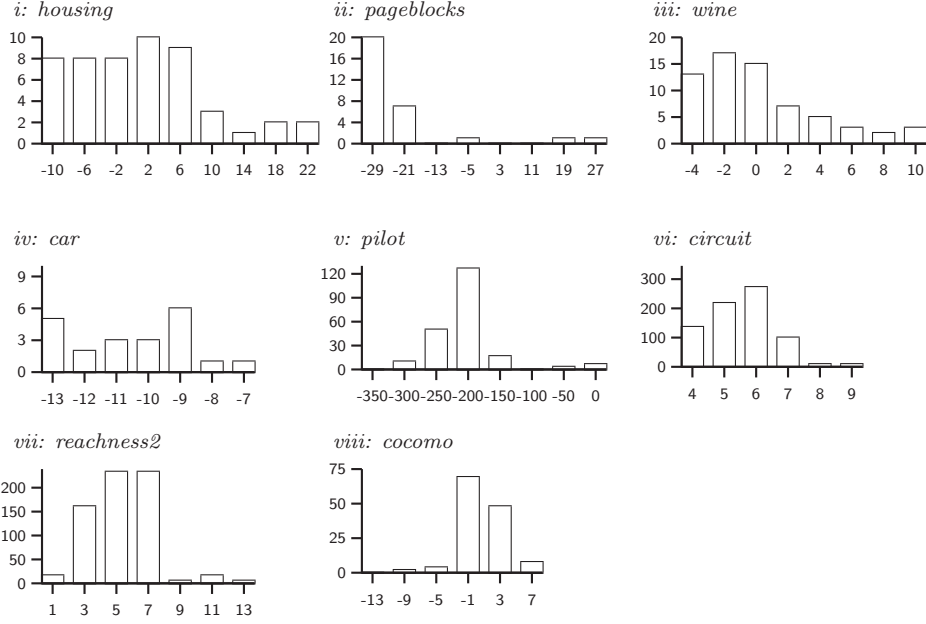 i: housing
ii: pageblocks
iii: wine
10
8
6
4
2
0
-10 -6 -2 2 6 10 14 18 22
20
16
12
8
4
0
-29 -21 -13 -5 3 11 19 27
20
15
10
5
0
-4 -2 0 2 4 6 8 10
iv: car
v: pilot
vi: circuit
9
6
3
0
-13 -12 -11 -10 -9 -8 -7
120
90
60
30
0
-350 -300 -250 -200 -150 -100 -50 0
300
200
100
0
4 5 6 7 8 9
vii: reachness2
viii: cocomo
200
150
100
50
0
1 3 5 7 9 11 13
75
50
25
0
-13 -9 -5 -1 3 7